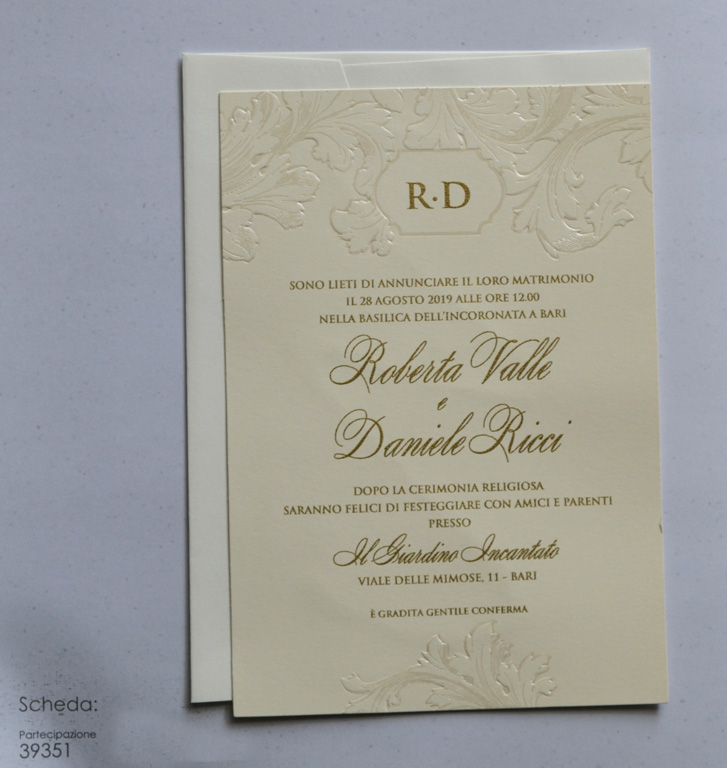 R·D
SONO LIETI DI ANNUNCIARE IL LORO MATRIMONIO
IL 28 AGOSTO 2019 ALLE ORE 12.00
NELLA BASILICA DELL'INCORONATA A BARI
Roberta Valle
e
Daniele Ricci
DOPO LA CERIMONIA RELIGIOSA
SARANNO FELICI DI FESTEGGIARE CON AMICI E PARENTI
PRESSO
Il Giardino Incantato
VIALE DELLE MIMOSE, 11 - BARI
È GRADITA GENTILE CONFERMA
Scheda:
Partecipazione
39351